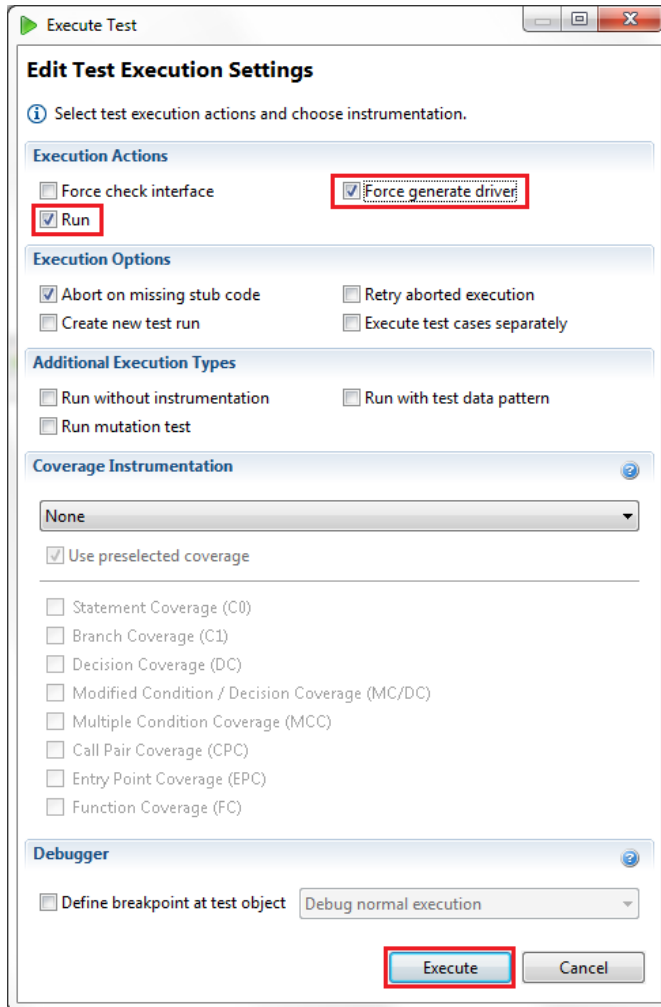 Execute Test
Edit Test Execution Settings
Select test execution actions and choose instrumentation.
Execution Actions
Force check interface Force generate driver
Run
Execution Options
Abort on missing stub code Retry aborted execution
Create new test run Execute test cases separately
Additional Execution Types
Run without instrumentation Run with test data pattern
Run mutation test
Coverage Instrumentation
None
Use preselected coverage
Statement Coverage (C0)
Branch Coverage (C1)
Decision Coverage (DC)
Modified Condition / Decision Coverage (MC/DC)
Multiple Condition Coverage (MCC)
Call Pair Coverage (CPC)
Entry Point Coverage (EPC)
Function Coverage (FC)
Debugger
Define breakpoint at test object Debug normal execution
Execute Cancel